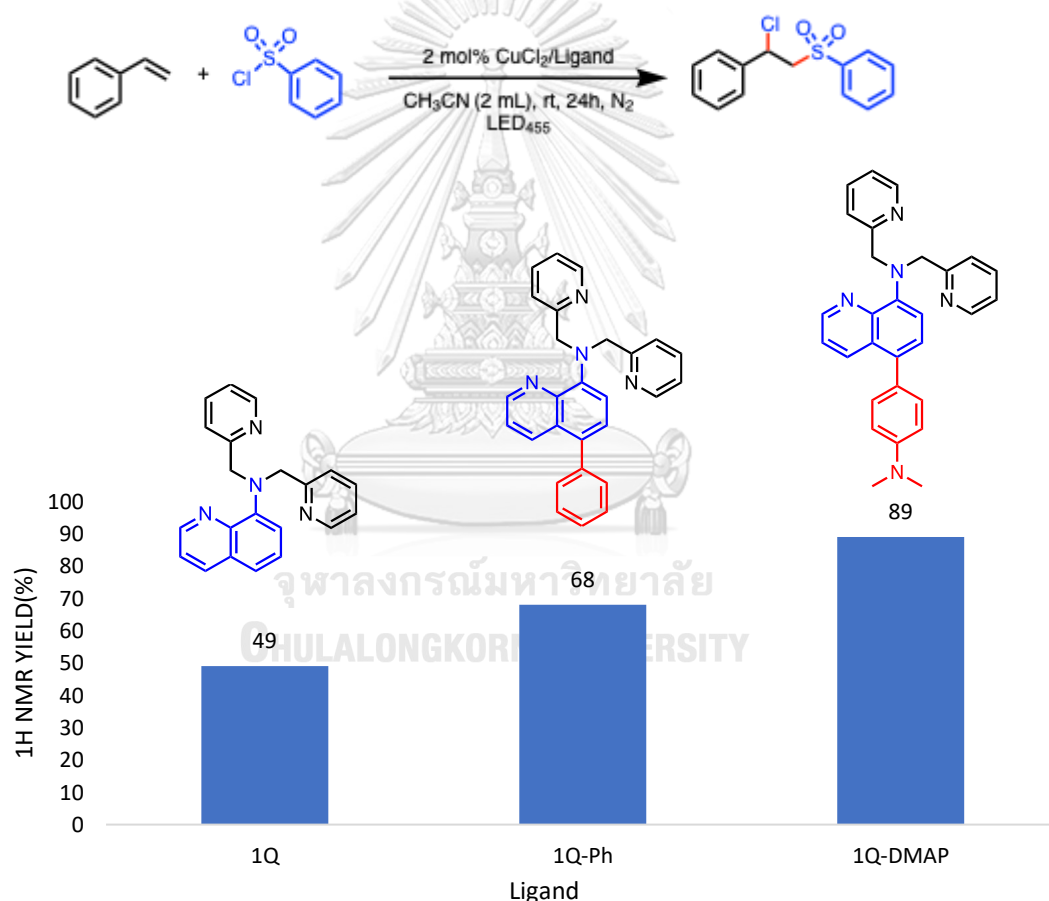 Cl
O O
S
Cl
+
2 mol% CuCl₂/Ligand
CH₃CN (2 mL), rt, 24h, N₂
LED₄₅₅
Cl
O O
S
N
N
N
N
N
N
N
N
N
N
N
N
N
89
68
49
100
90
80
70
60
50
40
30
20
10
0
1H NMR YIELD(%)
1Q
1Q-Ph
1Q-DMAP
Ligand
จุฬาลงกรณ์มหาวิทยาลัย
CHULALONGKORN UNIVERSITY